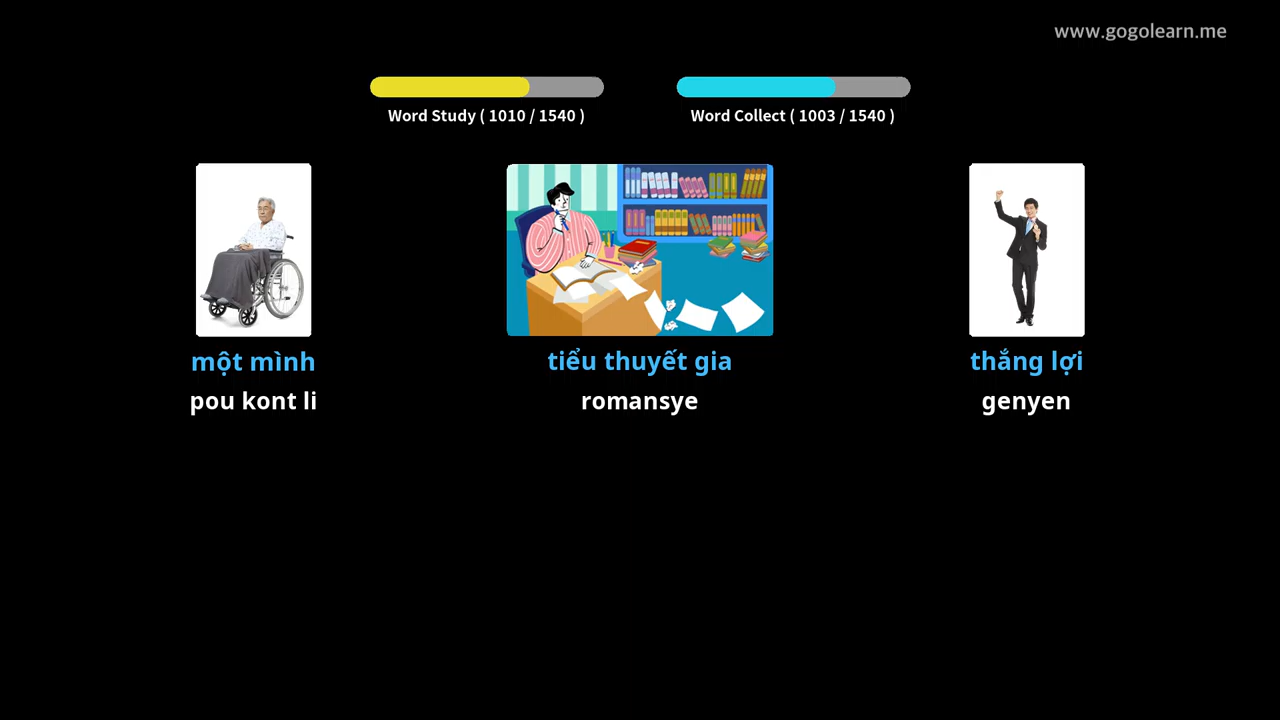 www.gogolearn.me
Word Study ( 1010 / 1540 )
Word Collect ( 1003 / 1540 )
một mình
tiểu thuyết gia
thắng lợi
pou kont li
romansye
genyen